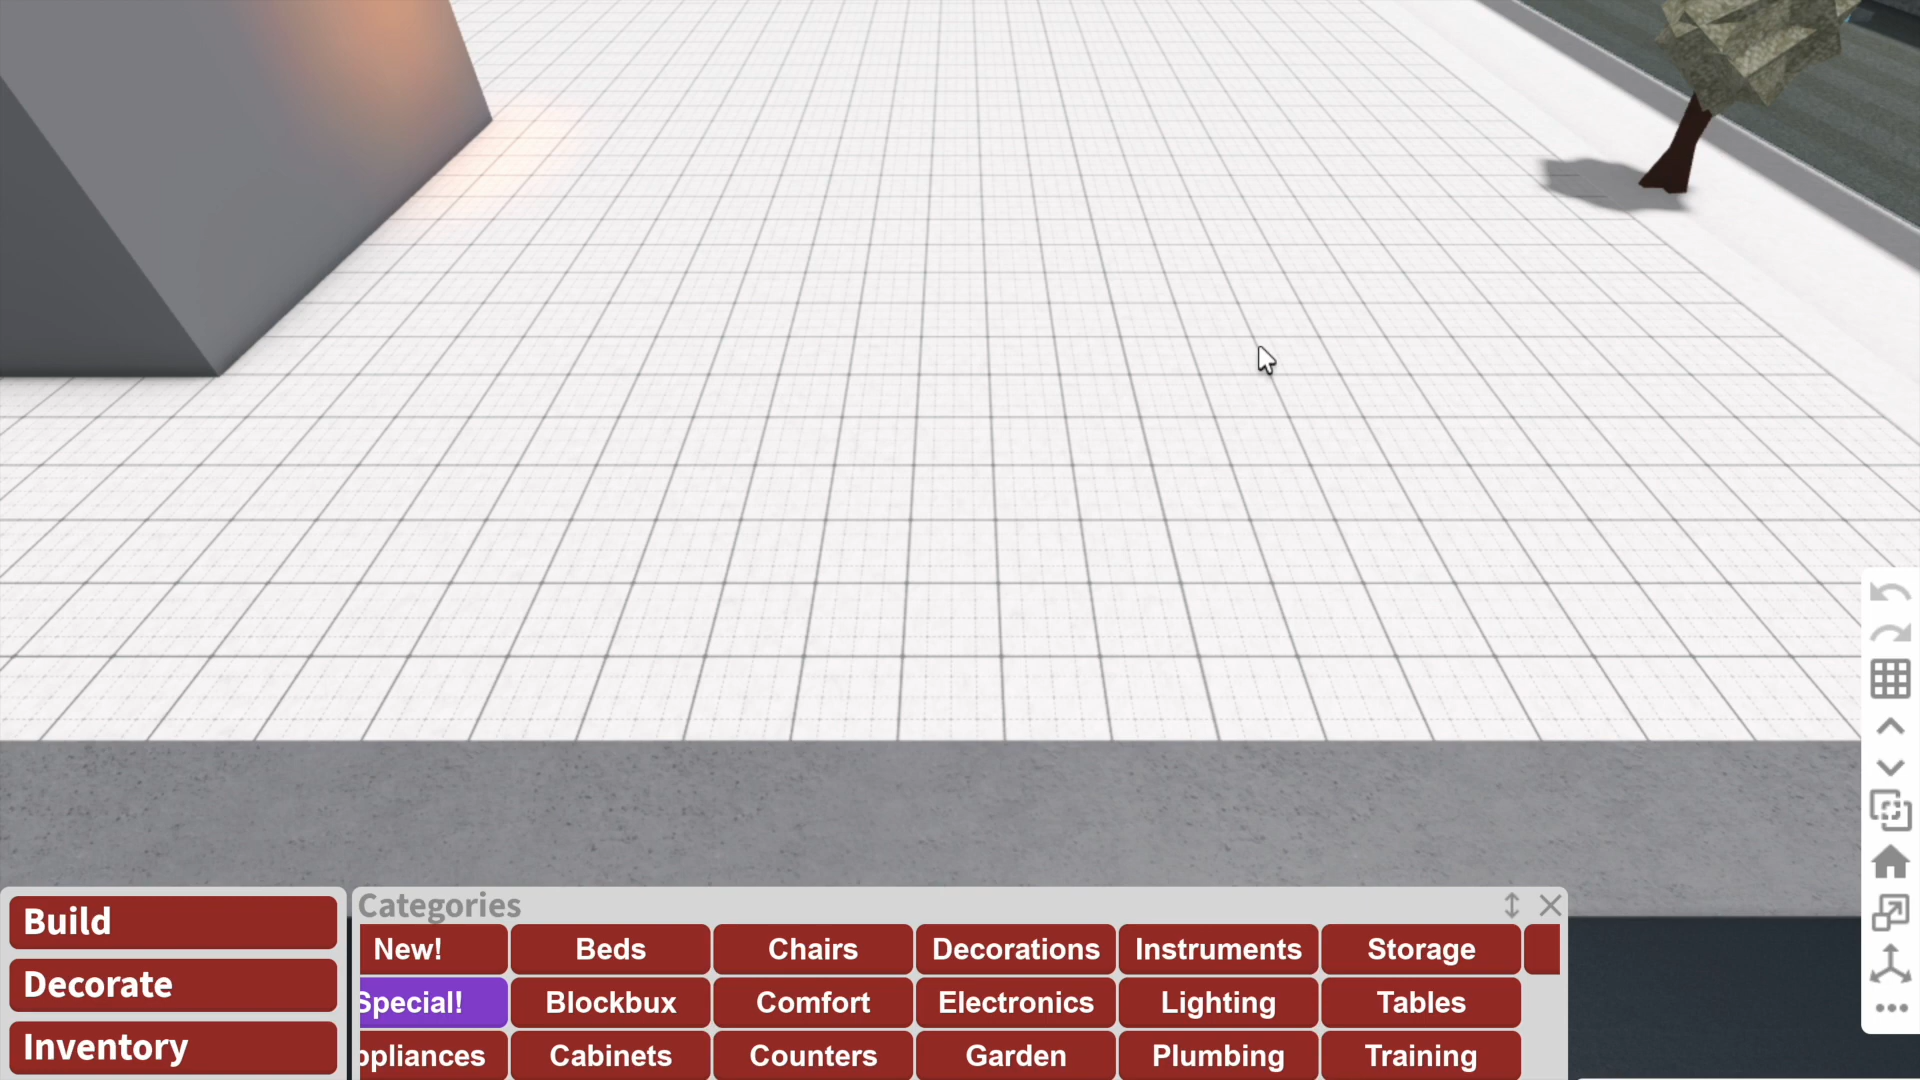 Build
Decorate
Inventory
Categories
New! Beds Chairs Decorations Instruments Storage
Special! Blockbux Comfort Electronics Lighting Tables
ppliances Cabinets Counters Garden Plumbing Training